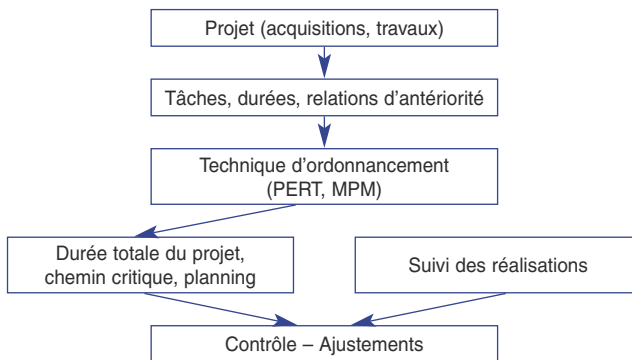 Projet (acquisitions, travaux)
Tâches, durées, relations d'antériorité
Technique d'ordonnancement
(PERT, MPM)
Durée totale du projet,
chemin critique, planning
Suivi des réalisations
Contrôle – Ajustements